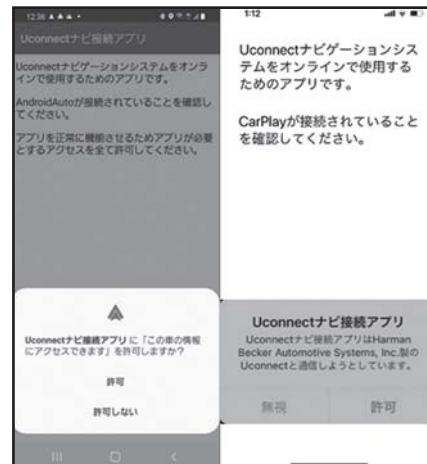 12:36
Uconnectナビ接続アプリ
Uconnectナビゲーションシステムをオンラ
インで使用するためのアプリです。
AndroidAutoが接続されていることを確認し
てください。
アプリを正常に機能させるためアプリが必要
とするアクセスを全て許可してください。
Uconnectナビ接続アプリ に「この車の情報
にアクセスできます」を許可しますか？
許可
許可しない
1:12
Uconnectナビゲーションシス
テムをオンラインで使用する
ためのアプリです。
CarPlayが接続されていること
を確認してください。
Uconnectナビ接続アプリ
Uconnectナビ接続アプリはHarman
Becker Automotive Systems, Inc.製の
Uconnectと通信しようとしています。
無視
許可